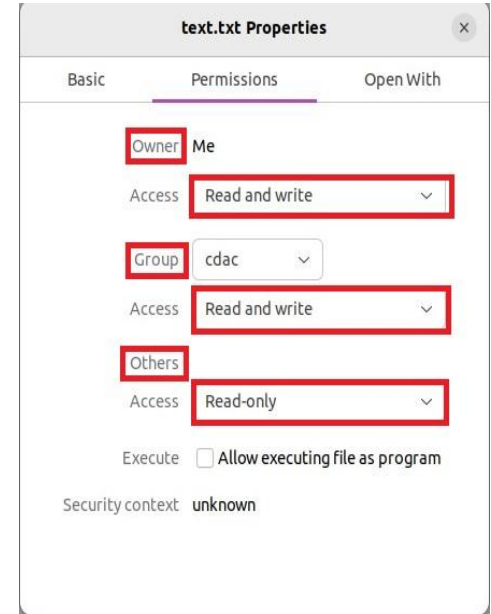 text.txt Properties ×
Basic Permissions Open With
Owner Me
Access Read and write
Group cdac
Access Read and write
Others
Access Read-only
Execute Allow executing file as program
Security context unknown